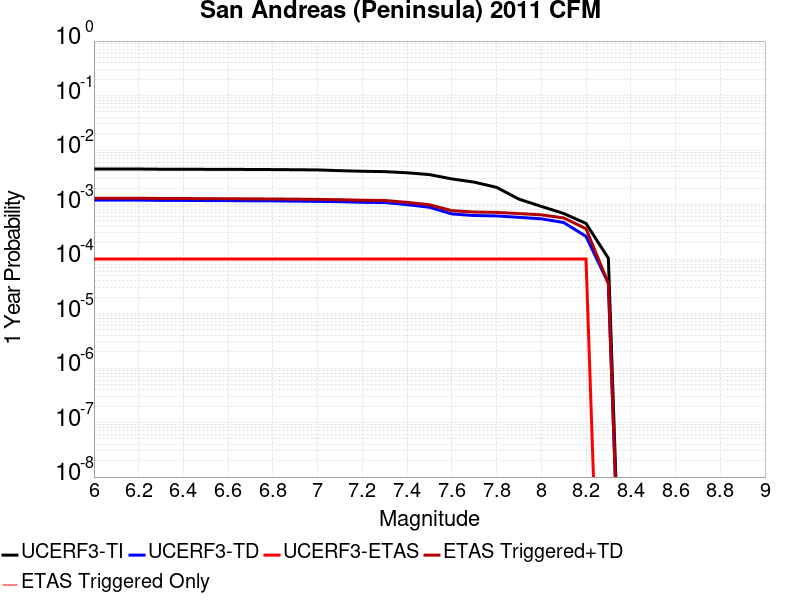 San Andreas (Peninsula) 2011 CFM
10^0
10^-1
10^-2
10^-3
10^-4
10^-5
10^-6
10^-7
10^-8
1 Year Probability
6 6.2 6.4 6.6 6.8 7 7.2 7.4 7.6 7.8 8 8.2 8.4 8.6 8.8 9
Magnitude
UCERF3-TI UCERF3-TD UCERF3-ETAS ETAS Triggered+TD
ETAS Triggered Only